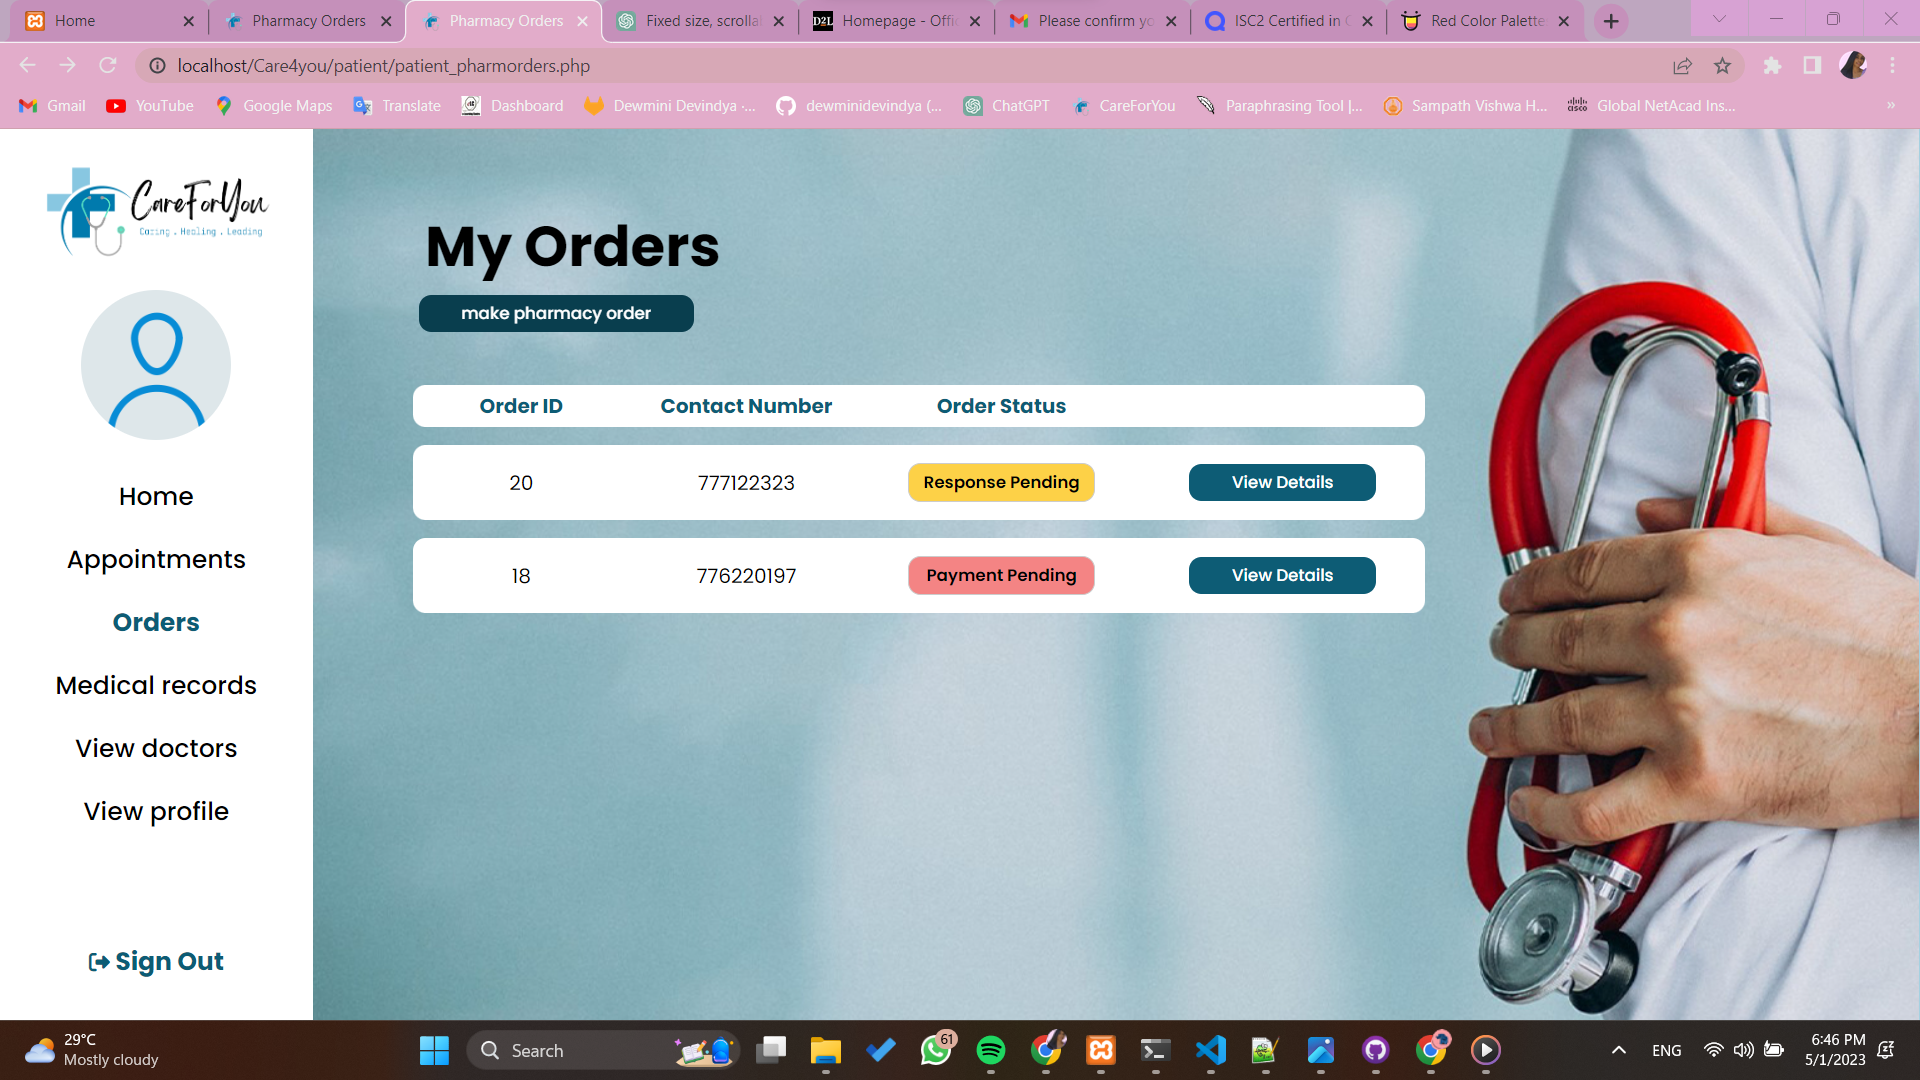 Home
Pharmacy Orders
Pharmacy Orders
Fixed size, scrolla
D2L
Homepage - Offi
Please confirm yo
ISC2 Certified in C
Red Color Palette
localhost/Care4you/patient/patient_pharmorders.php
Gmail
YouTube
Google Maps
Translate
Dashboard
Dewmini Devindya ·...
dewminidevindya (...
ChatGPT
CareForYou
Paraphrasing Tool |...
Sampath Vishwa H...
cisco
Global NetAcad Ins...
»
CareForYou
Caring . Healing . Leading
Home
Appointments
Orders
Medical records
View doctors
View profile
Sign Out
My Orders
make pharmacy order
Order ID Contact Number Order Status
20 777122323 Response Pending View Details
18 776220197 Payment Pending View Details
29°C
Mostly cloudy
Search
61
ENG
6:46 PM
5/1/2023